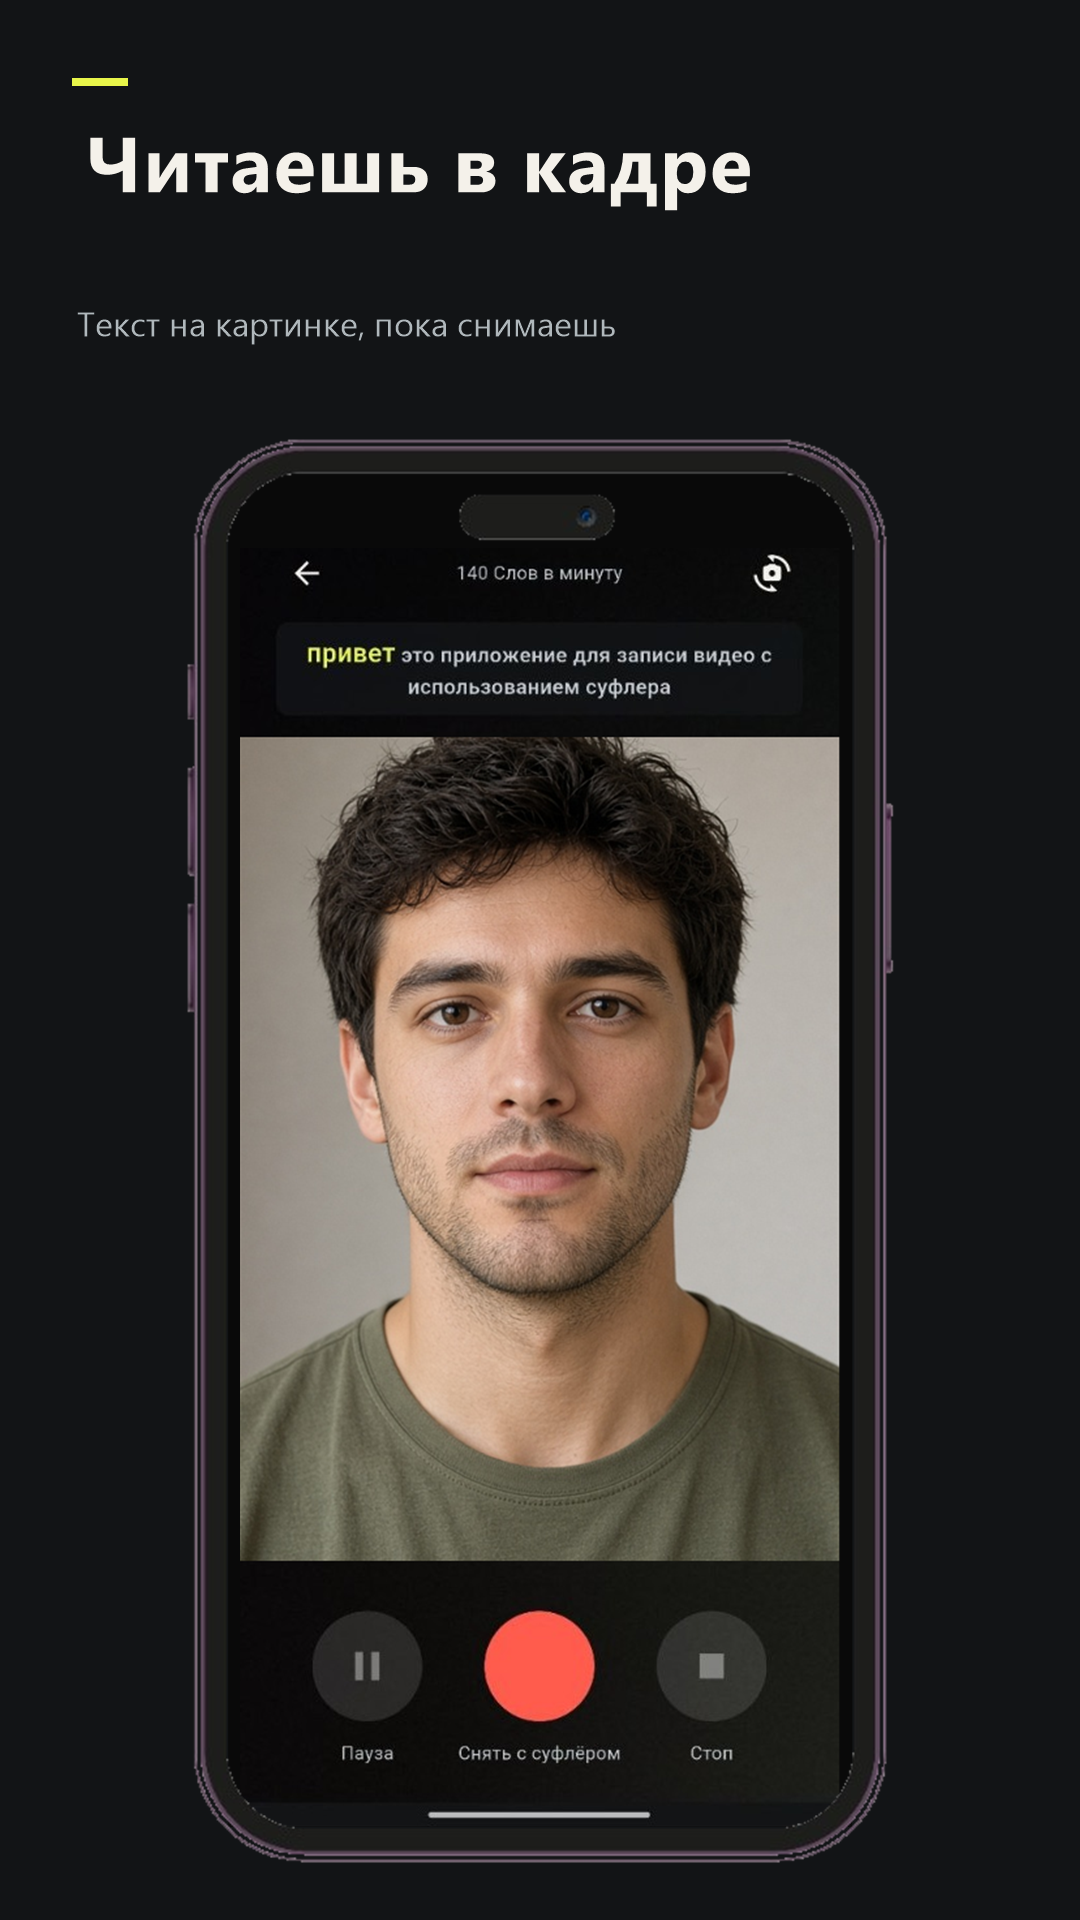 Читаешь в кадре
Текст на картинке, пока снимаешь
140 Слов в минуту
привет это приложение для записи видео с
использованием суфлера
Пауза
Снять с суфлёром
Стоп